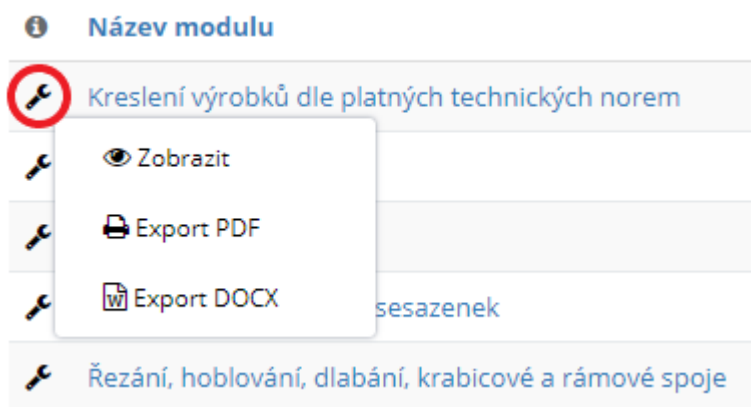 Název modulu
Kreslení výrobků dle platných technických norem
Zobrazit
Export PDF
Export DOCX
sesazenek
Řezání, hoblování, dlabání, krabicové a rámové spoje